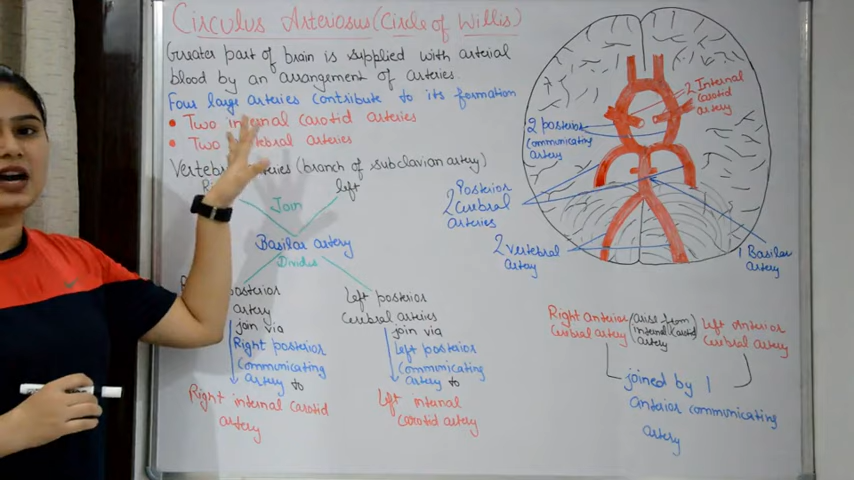 Circulus Arteriosus (Circle of Willis)
Greater part of brain is supplied with arterial
blood by an arrangement of arteries.
Four large arteries contribute to its formation
Two internal carotid arteries
Two arteries
arteries (branch of subclavian artery)
left
Join
Basilar artery
Divides
posterior
artery
join via
Right posterior
Communicating
artery to
Right internal carotid
artery
Left posterior
Cerebral arteries
join via
left posterior
Communicating
artery to
Left internal
carotid artery
2 Internal
carotid
artery
2 posterior
communicating
artery
2 Posterior
Cerebral
arteries
2 vertebral
artery
1 Basilar
artery
Right anterior
Cerebral artery
(arise from
internal carotid
artery)
Left Anterior
Cerebral artery
joined by 1
anterior communicating
artery